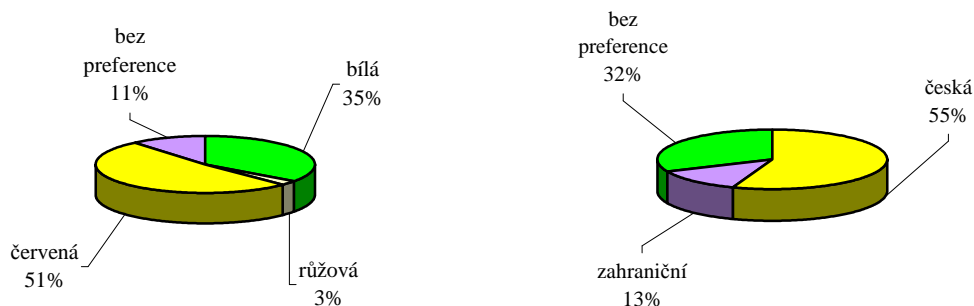 bez
preference
11%
bílá
35%
červená
51%
růžová
3%
bez
preference
32%
česká
55%
zahraniční
13%